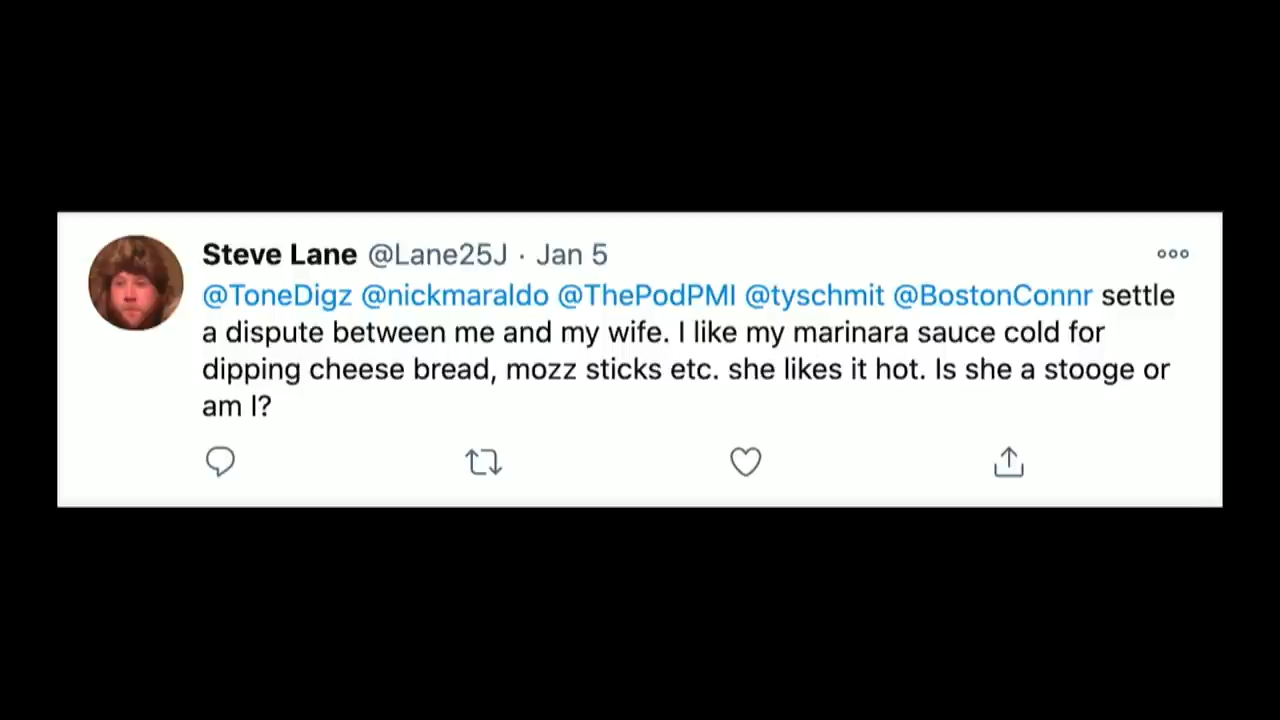 Steve Lane @Lane25J · Jan 5
@ToneDigz @nickmaraldo @ThePodPMI @tyschmit @BostonConnr settle
a dispute between me and my wife. I like my marinara sauce cold for
dipping cheese bread, mozz sticks etc. she likes it hot. Is she a stooge or
am I?